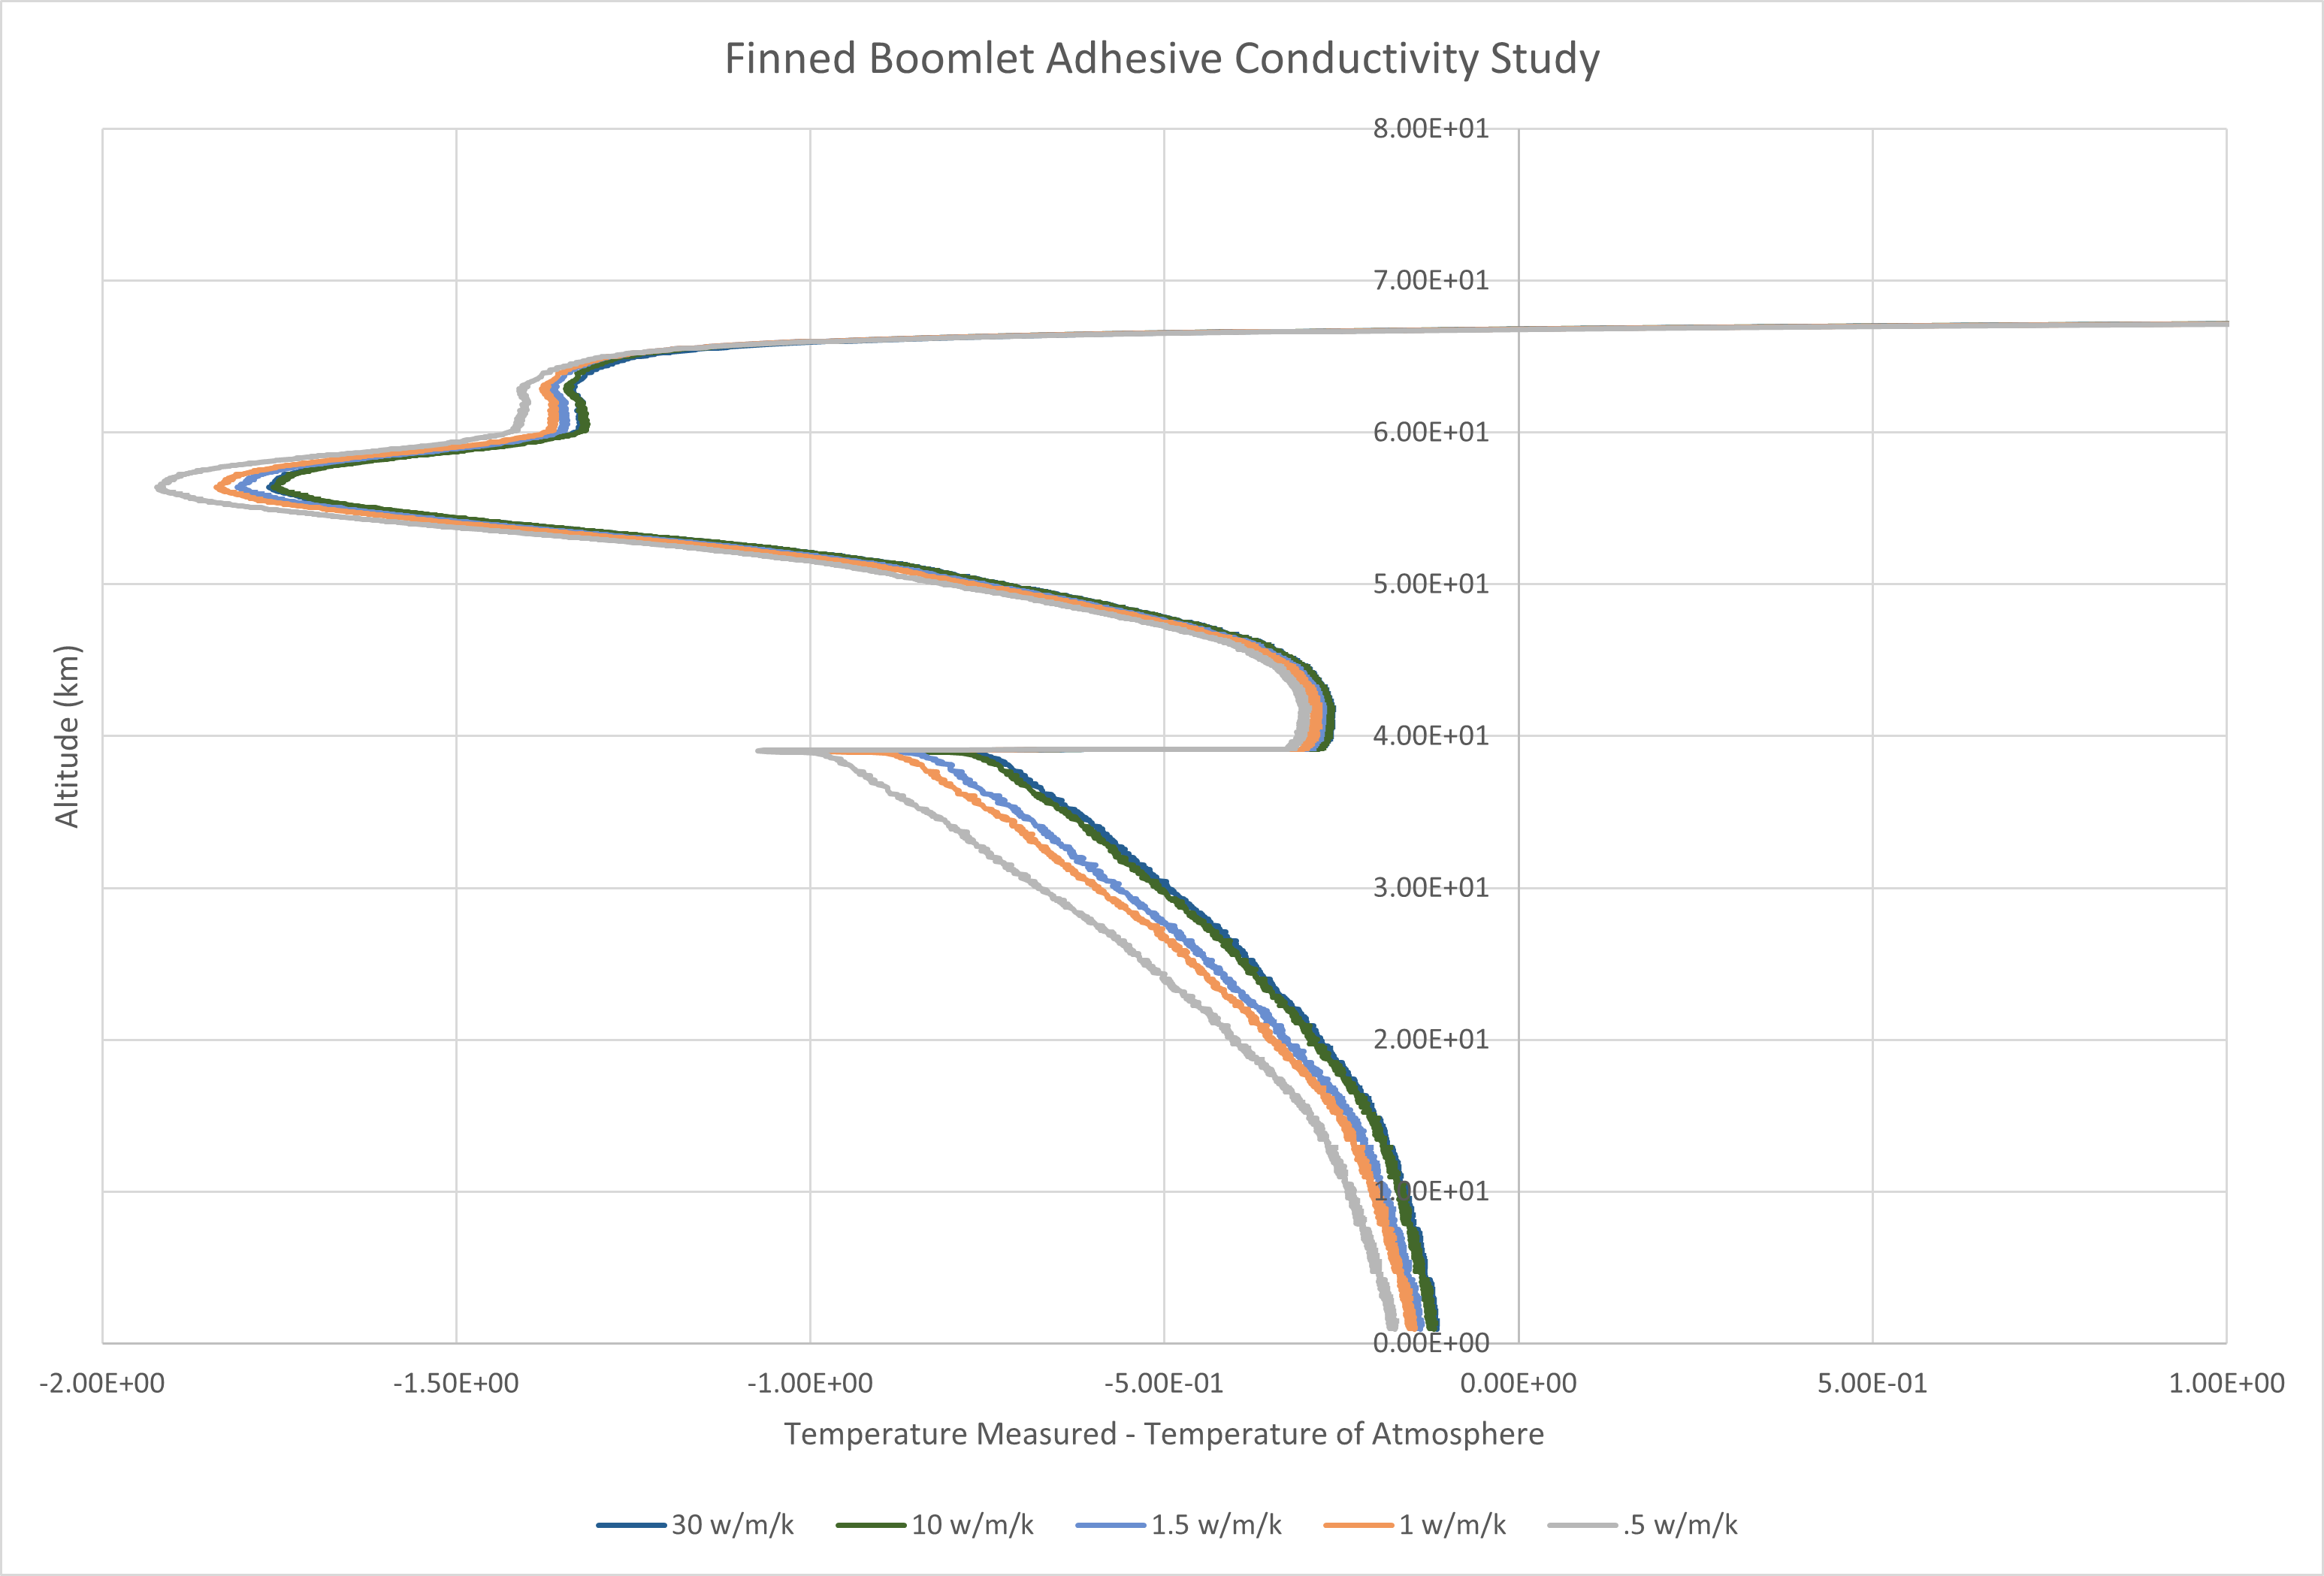 Finned Boomlet Adhesive Conductivity Study
8.00E+01
7.00E+01
6.00E+01
5.00E+01
4.00E+01
3.00E+01
2.00E+01
1.00E+01
0.00E+00
Altitude (km)
-2.00E+00 -1.50E+00 -1.00E+00 -5.00E-01 0.00E+00 5.00E-01 1.00E+00
Temperature Measured - Temperature of Atmosphere
30 w/m/k 10 w/m/k 1.5 w/m/k 1 w/m/k .5 w/m/k